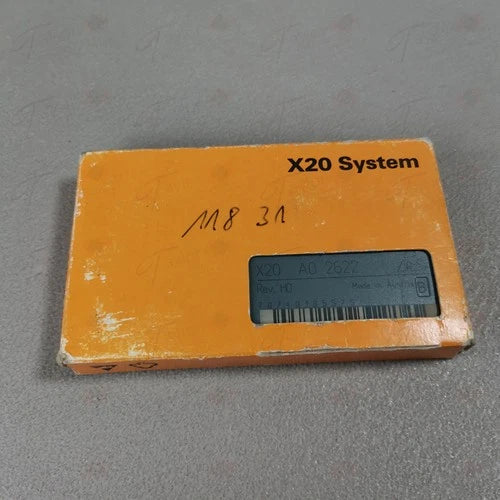 X20 System
118 31
X20 AO 2622
Rev. H0
Made in Austria